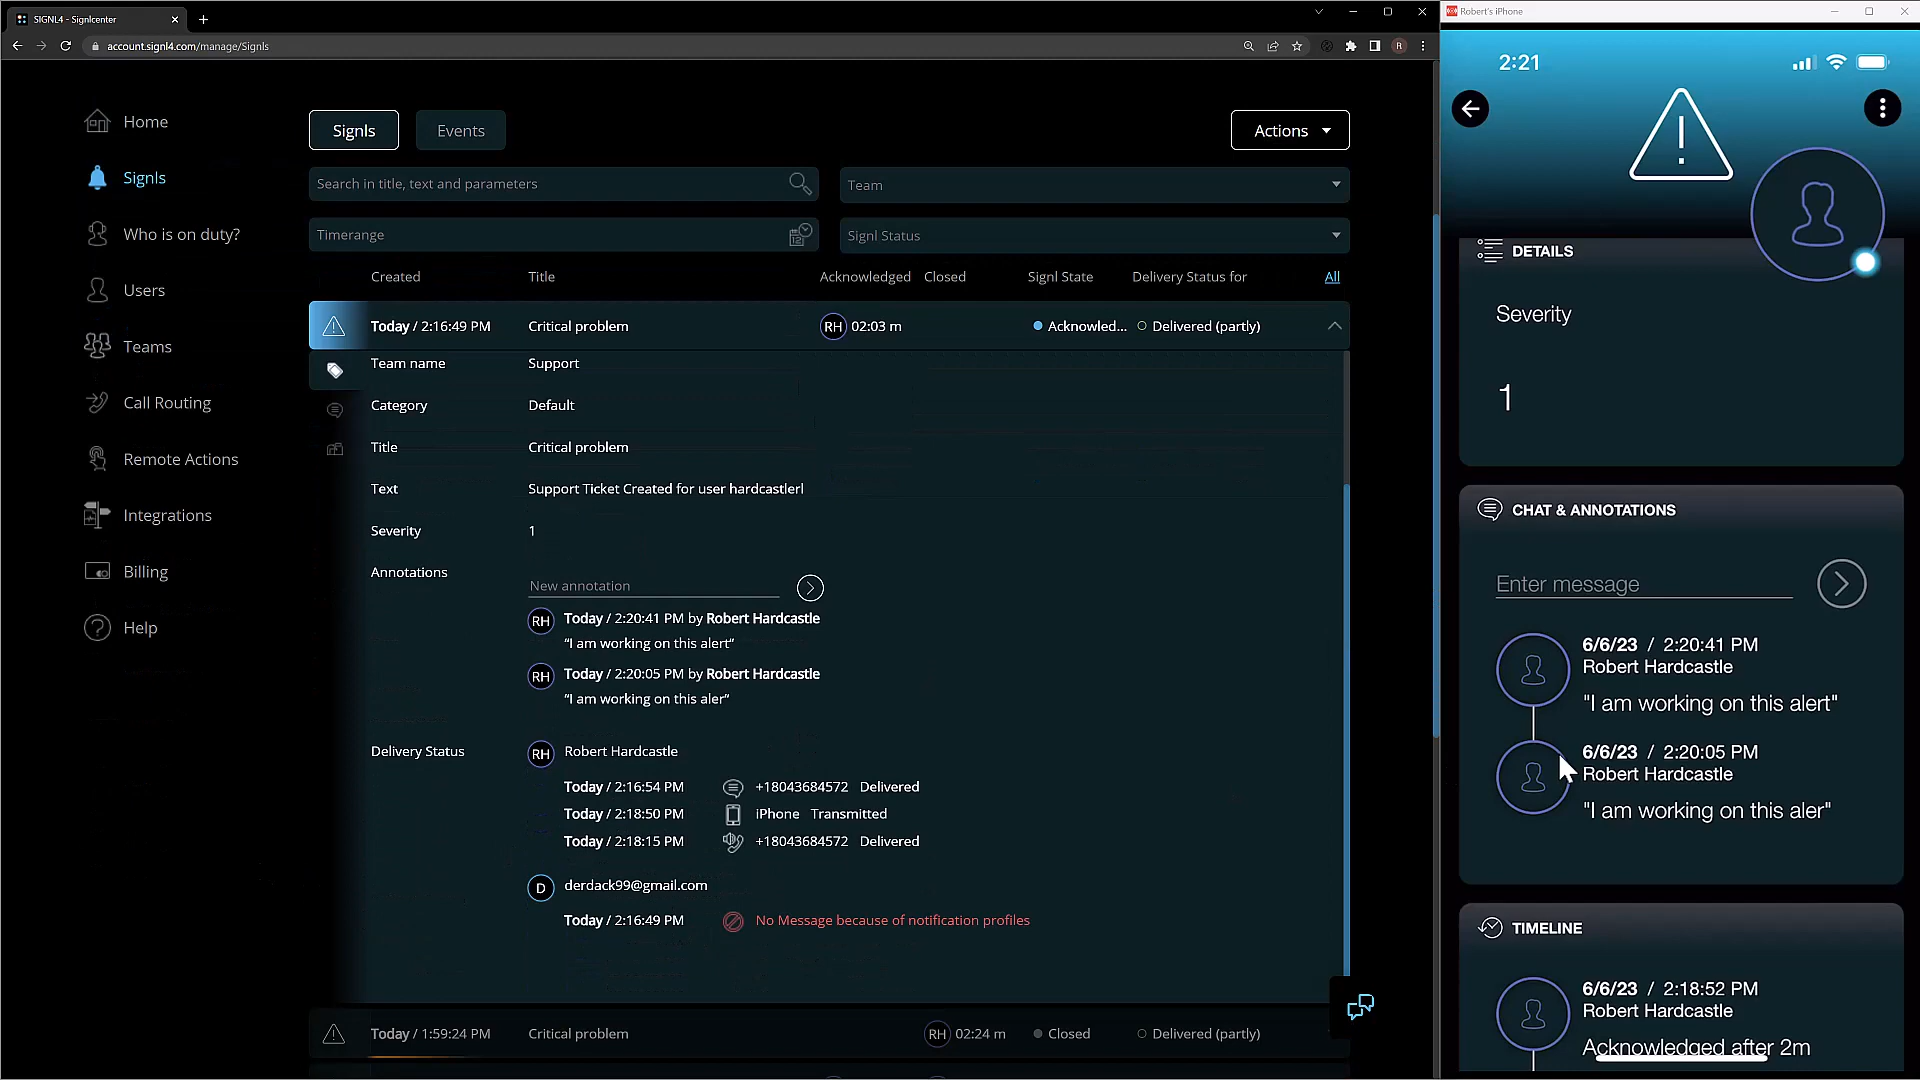 SIGNL4 - Signlcenter
account.signl4.com/manage/Signls
R
Home
Signls
Who is on duty?
Users
Teams
Call Routing
Remote Actions
Integrations
Billing
Help
Signls
Events
Actions
Search in title, text and parameters
Team
Timerange
12
Signl Status
Created
Title
Acknowledged
Closed
Signl State
Delivery Status for
All
Today / 2:16:49 PM
Critical problem
RH
02:03 m
Acknowled...
Delivered (partly)
Team name
Support
Category
Default
Title
Critical problem
Text
Support Ticket Created for user hardcastlerl
Severity
1
Annotations
New annotation
RH
Today / 2:20:41 PM by Robert Hardcastle
“I am working on this alert”
RH
Today / 2:20:05 PM by Robert Hardcastle
“I am working on this aler”
Delivery Status
RH
Robert Hardcastle
Today / 2:16:54 PM
+18043684572 Delivered
Today / 2:18:50 PM
iPhone Transmitted
Today / 2:18:15 PM
+18043684572 Delivered
D
derdack99@gmail.com
Today / 2:16:49 PM
No Message because of notification profiles
Today / 1:59:24 PM
Critical problem
RH
02:24 m
Closed
Delivered (partly)
Robert's iPhone
2:21
DETAILS
Severity
1
CHAT & ANNOTATIONS
Enter message
6/6/23 / 2:20:41 PM
Robert Hardcastle
"I am working on this alert"
6/6/23 / 2:20:05 PM
Robert Hardcastle
"I am working on this aler"
TIMELINE
6/6/23 / 2:18:52 PM
Robert Hardcastle
Acknowledged after 2m